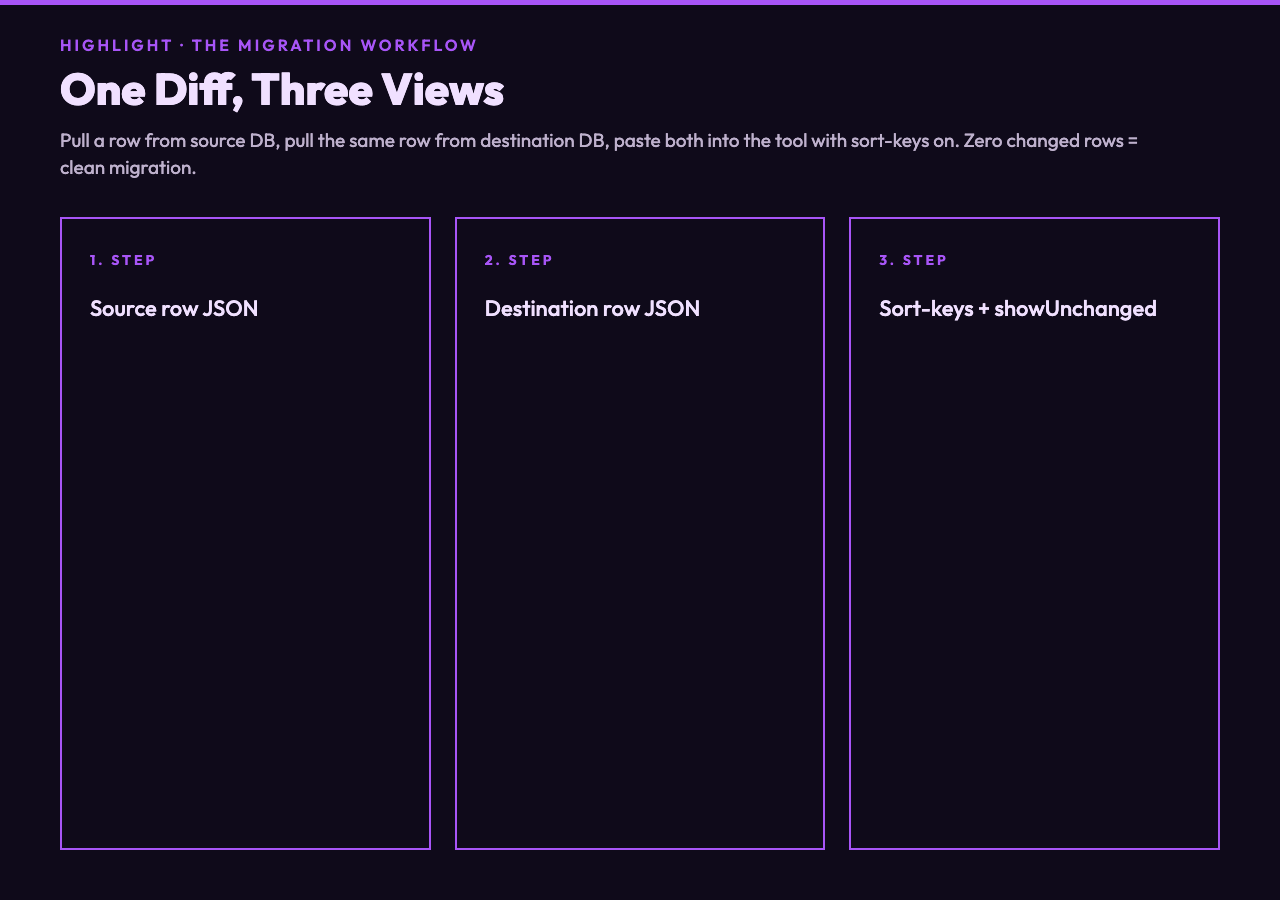 HIGHLIGHT · THE MIGRATION WORKFLOW
One Diff, Three Views
Pull a row from source DB, pull the same row from destination DB, paste both into the tool with sort-keys on. Zero changed rows =
clean migration.
1. STEP
Source row JSON
2. STEP
Destination row JSON
3. STEP
Sort-keys + showUnchanged